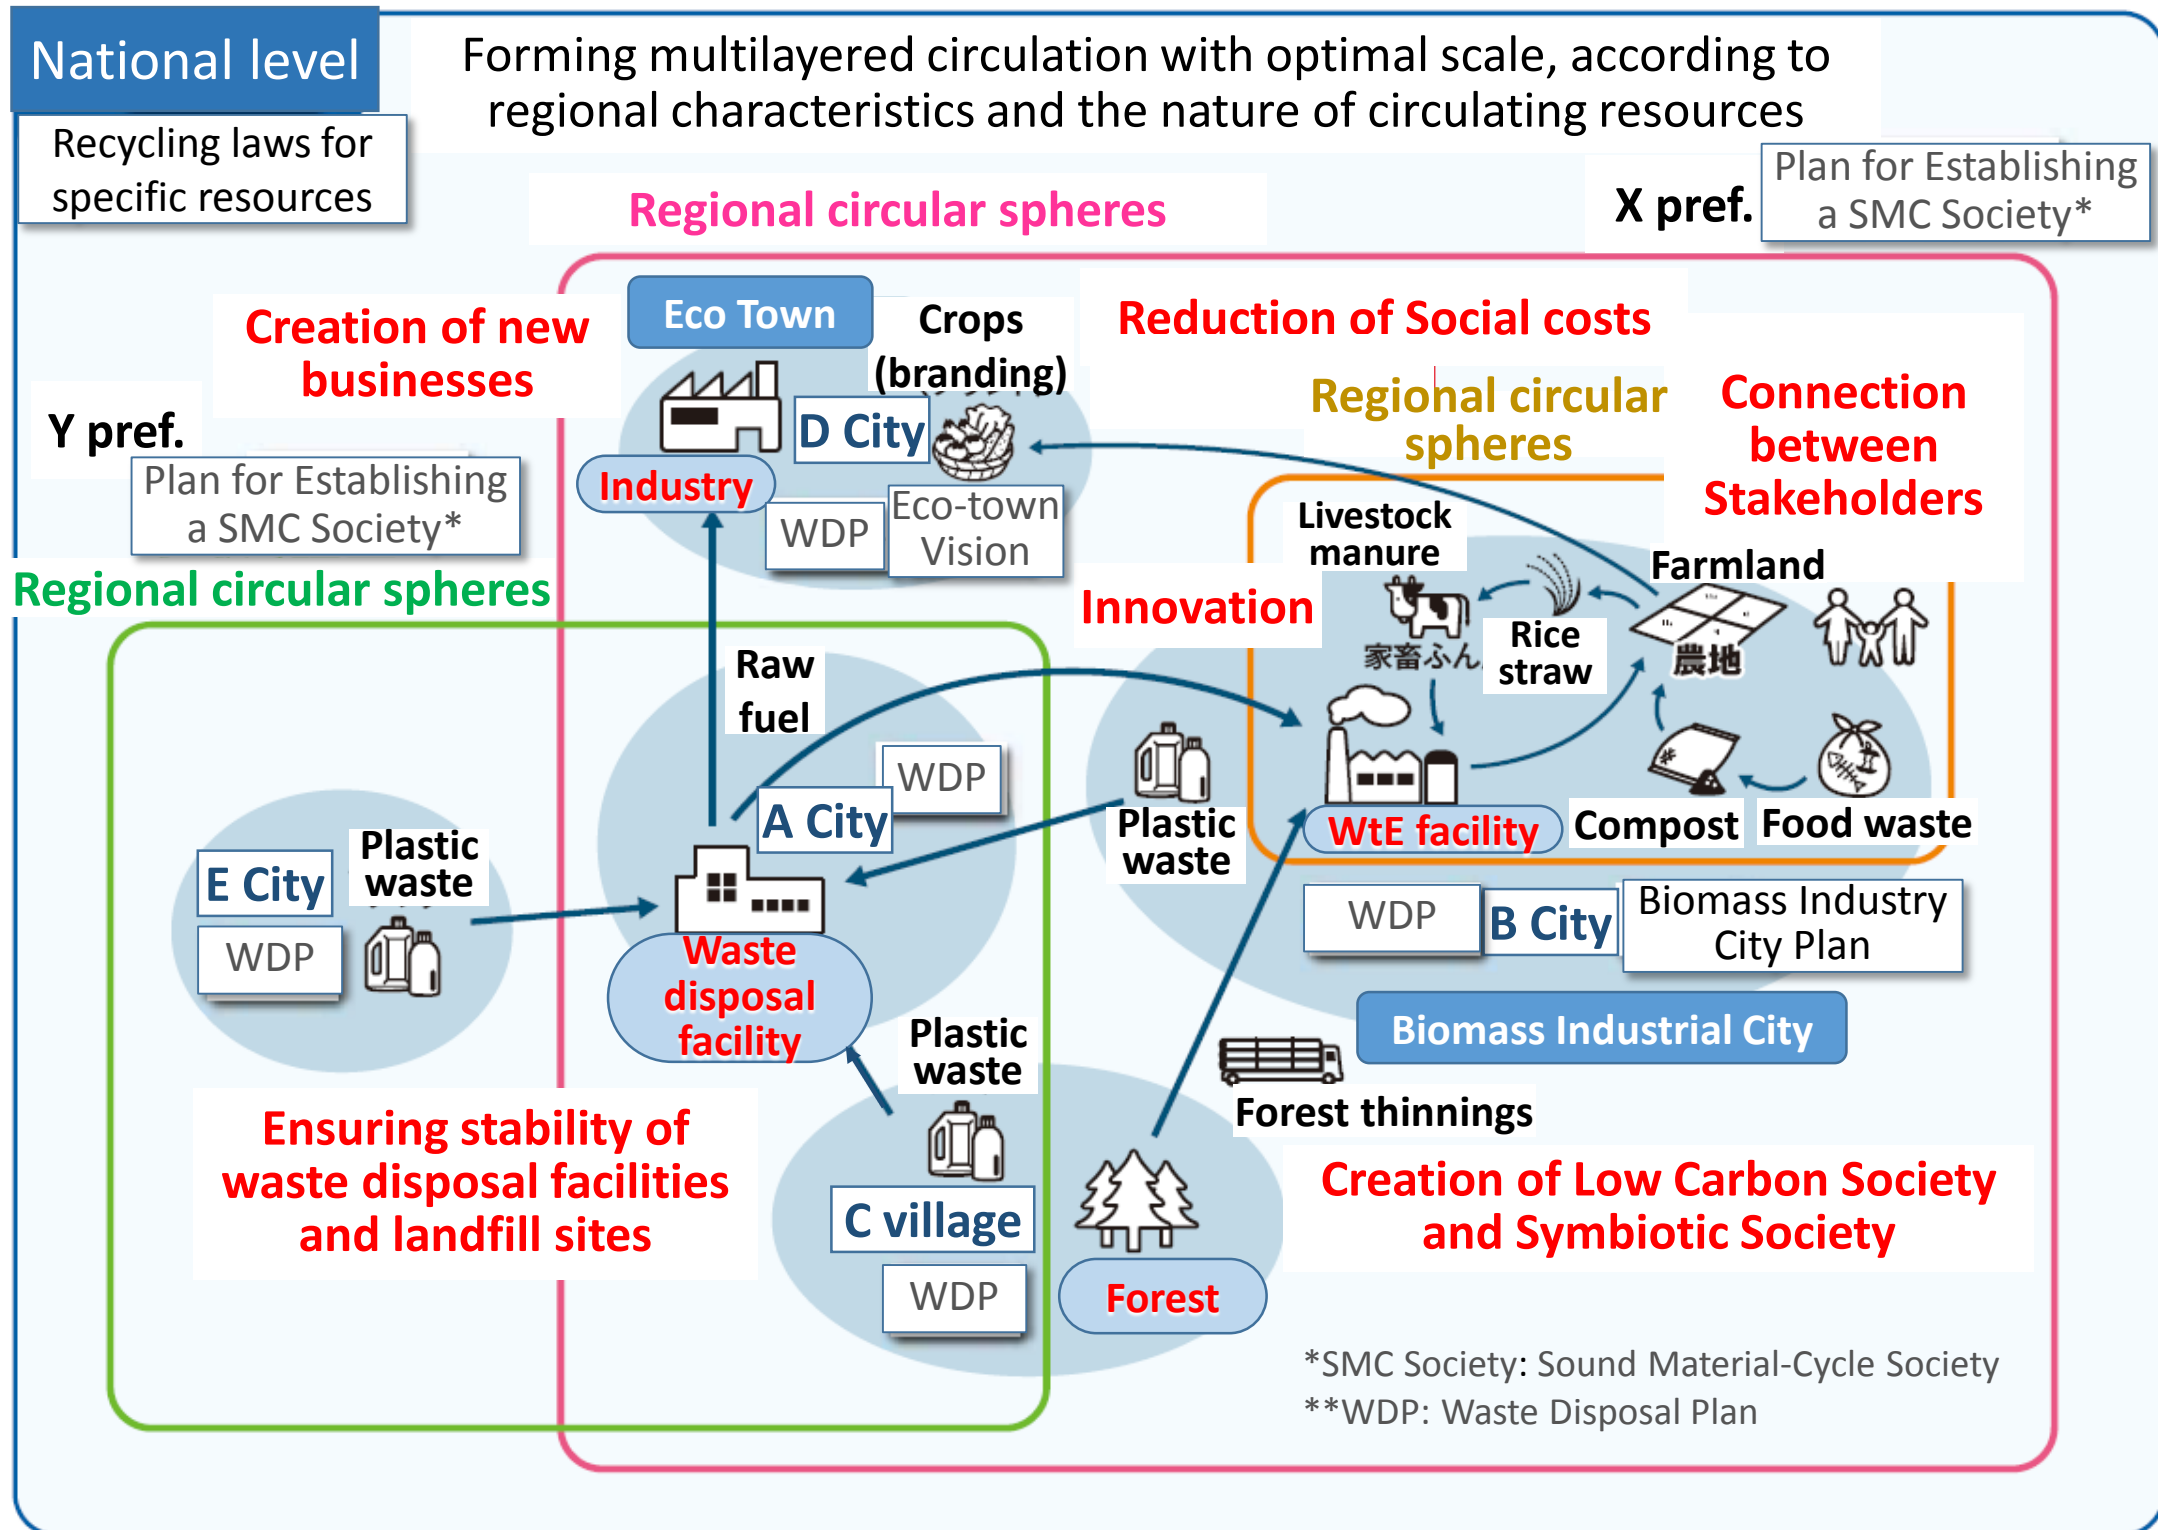 National level
Forming multilayered circulation with optimal scale, according to
regional characteristics and the nature of circulating resources
Recycling laws for
specific resources
Regional circular spheres
X pref.
Plan for Establishing
a SMC Society*
Creation of new
businesses
Eco Town
Crops
(branding)
Reduction of Social costs
Regional circular
spheres
Connection
between
Stakeholders
Y pref.
Plan for Establishing
a SMC Society*
D City
Industry
WDP
Eco-town
Vision
Livestock
manure
Farmland
Regional circular spheres
Innovation
Rice
straw
家畜ふん
農地
Raw
fuel
WDP
A City
Plastic
waste
WtE facility
Compost
Food waste
E City
Plastic
waste
WDP
WDP
B City
Biomass Industry
City Plan
Waste
disposal
facility
Biomass Industrial City
Plastic
waste
Forest thinnings
Ensuring stability of
waste disposal facilities
and landfill sites
C village
WDP
Forest
Creation of Low Carbon Society
and Symbiotic Society
*SMC Society: Sound Material-Cycle Society
**WDP: Waste Disposal Plan